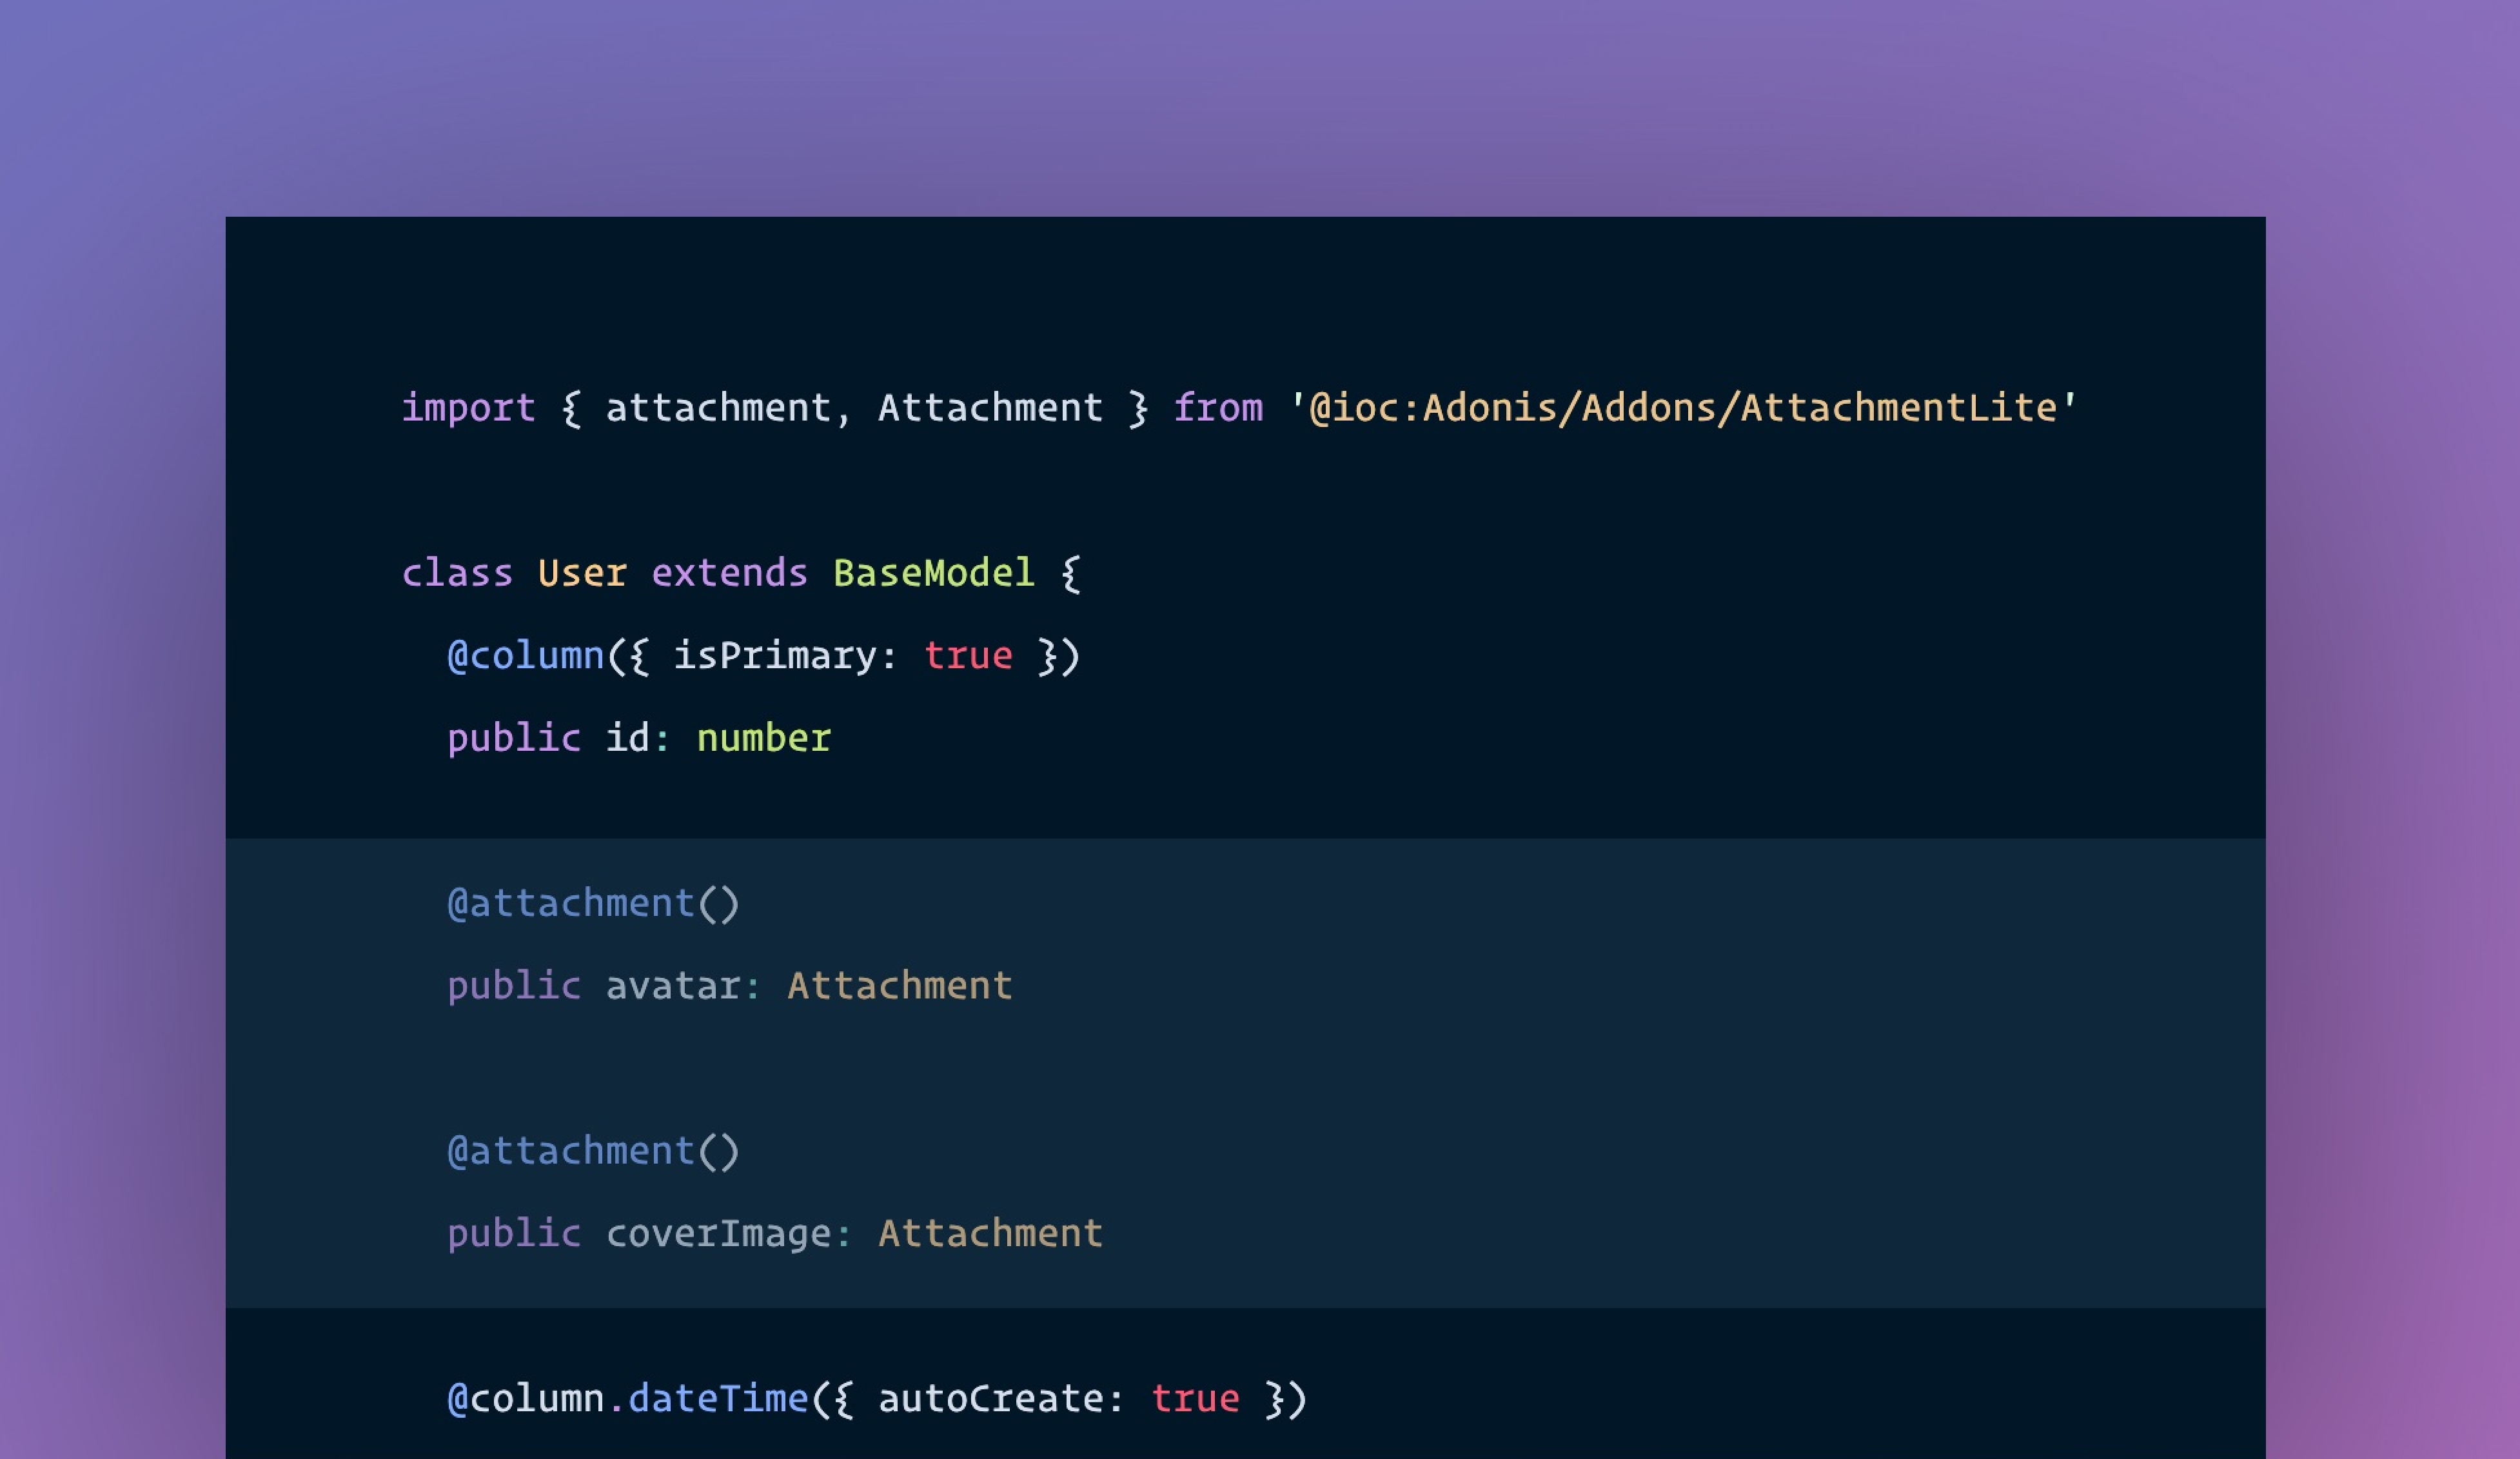 import { attachment, Attachment } from '@ioc:Adonis/Addons/AttachmentLite'
class User extends BaseModel {
@column({ isPrimary: true })
public id: number
@attachment()
public avatar: Attachment
@attachment()
public coverImage: Attachment
@column.dateTime({ autoCreate: true })